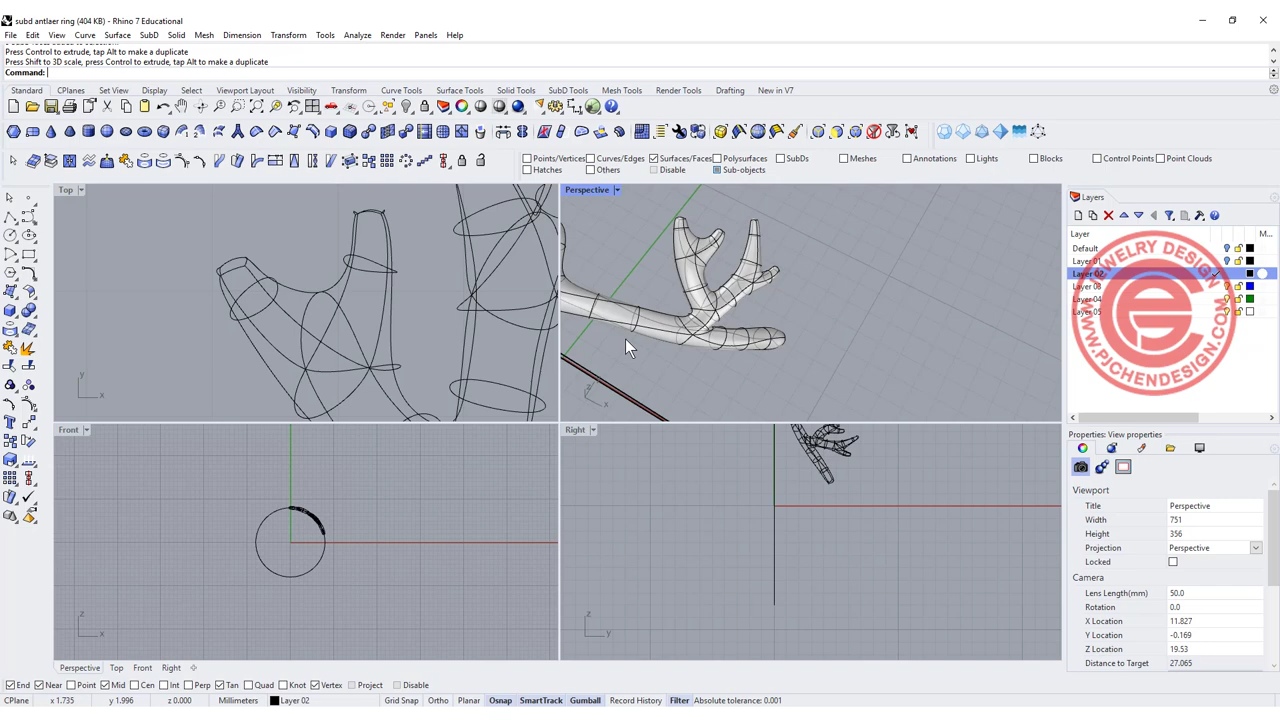 subd antlaer ring (404 KB) - Rhino 7 Educational
File Edit View Curve Surface SubD Solid Mesh Dimension Transform Tools Analyze Render Panels Help
Press Control to extrude, tap Alt to make a duplicate
Press Shift to 3D scale, press Control to extrude, tap Alt to make a duplicate
Command:
Standard CPlanes Set View Display Select Viewport Layout Visibility Transform Curve Tools Surface Tools Solid Tools SubD Tools Mesh Tools Render Tools Drafting New in V7
Points/Vertices Curves/Edges Surfaces/Faces Polysurfaces SubDs Meshes Annotations Lights Blocks Control Points Point Clouds
Hatches Others Disable Sub-objects
Top
Perspective
Layers
Layer M...
Default
Layer 01
Layer 02
Layer 03
Layer 04
Layer 05
JEWELRY DESIGN
WWW.PJCHENDESIGN.COM
y
x
z
x
y
Front
Right
z
x
z
y
Properties: View properties
Viewport
Title Perspective
Width 751
Height 356
Projection Perspective
Locked
Camera
Lens Length(mm) 50.0
Rotation 0.0
X Location 11.827
Y Location -0.169
Z Location 19.53
Distance to Target 27.065
Perspective Top Front Right
End Near Point Mid Cen Int Perp Tan Quad Knot Vertex Project Disable
CPlane x 1.735 y 1.996 z 0.000 Millimeters Layer 02 Grid Snap Ortho Planar Osnap SmartTrack Gumball Record History Filter Absolute tolerance: 0.001